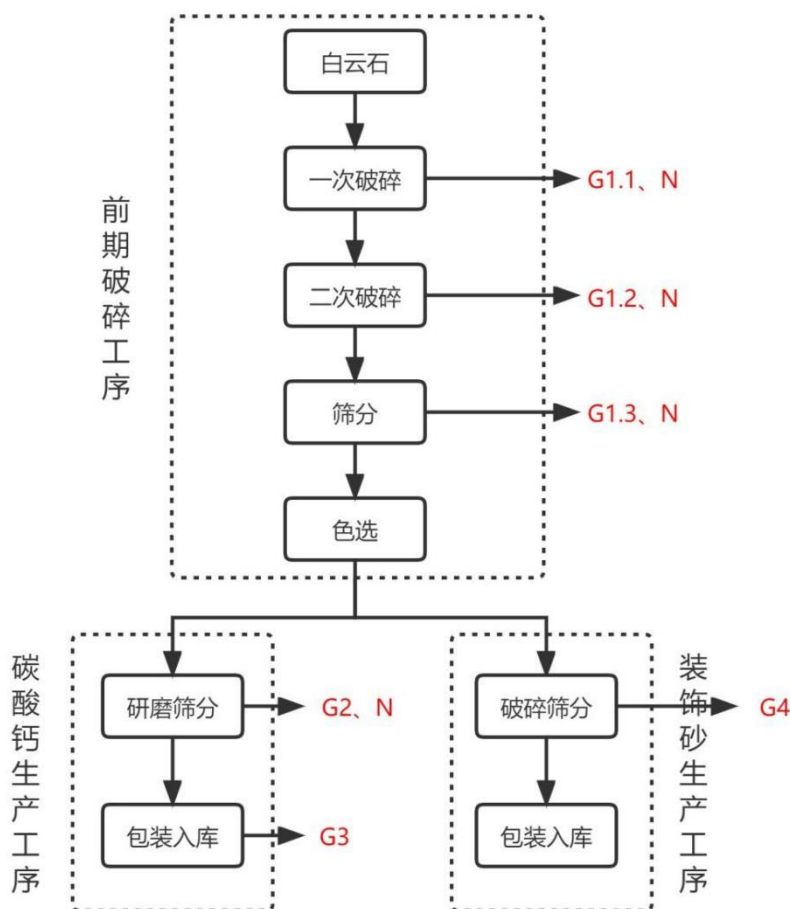 前期破碎工序
白云石
一次破碎
G1.1、N
二次破碎
G1.2、N
筛分
G1.3、N
色选
碳酸钙生产工序
研磨筛分
G2、N
包装入库
G3
装饰砂生产工序
破碎筛分
G4
包装入库